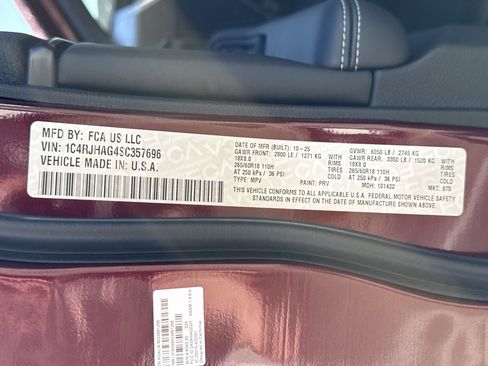 MFD BY: FCA US LLC
VIN: 1C4RJHAG4SC357696
VEHICLE MADE IN: U.S.A.
DATE OF MFR (BUILT): 10-25
GAWR FRONT: 2800 LB / 1271 KG
18X8.0 RIM
265/60R18 110H TIRES
AT 250 kPa / 36 PSI COLD
TYPE: MPV PAINT: PRV
GVWR: 6050 LB / 2745 KG
GAWR REAR: 3350 LB / 1520 KG
18X8.0 RIM
265/60R18 110H TIRES
AT 250 kPa / 36 PSI COLD
MDH: 101422 MKT: 875
THIS VEHICLE CONFORMS TO ALL APPLICABLE U.S.A. FEDERAL MOTOR VEHICLE SAFETY
STANDARDS IN EFFECT ON THE DATE OF MANUFACTURE SHOWN ABOVE.